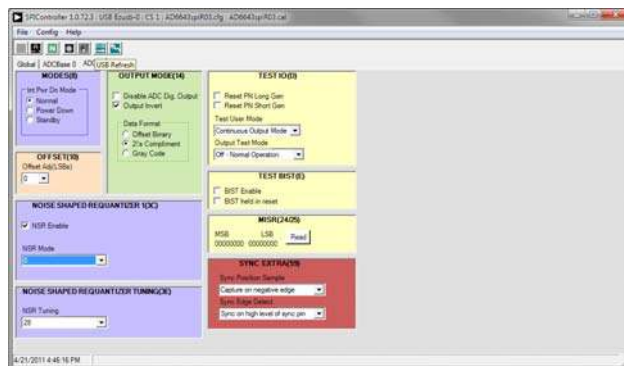 SPIController 1.0.72.3 : USB Ezusb-0 : CS 1 : AD6643spiR03.cfg : AD6643spiR03.cal
File Config Help
Global ADCBase 0 USB Refresh
MODES(8)
Int Pwr Dn Mode
Normal
Power Down
Standby
OFFSET(10)
Offset Adj(LSBs)
0
OUTPUT MODE(14)
Disable ADC Dig. Output
Output Invert
Data Format
Offset Binary
2's Compliment
Gray Code
NOISE SHAPED REQUANTIZER 1(3C)
NSR Enable
NSR Mode
0
NOISE SHAPED REQUANTIZER TUNING(3E)
NSR Tuning
28
TEST IO(D)
Reset PN Long Gen
Reset PN Short Gen
Test User Mode
Continuous Output Mode
Output Test Mode
Off - Normal Operation
TEST BIST(E)
BIST Enable
BIST held in reset
MISR(24/25)
MSB LSB
00000000 00000000 Read
SYNC EXTRA(59)
Sync Position Sample
Capture on negative edge
Sync Edge Detect
Sync on high level of sync pin
4/21/2011 4:46:16 PM